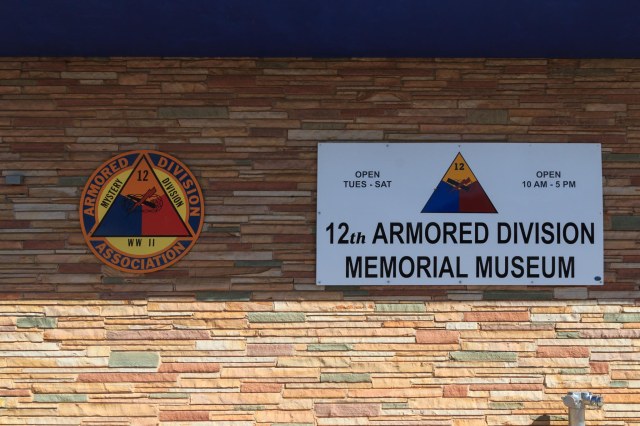 ARMORED DIVISION
12
MYSTERY DIVISION
WW II
ASSOCIATION
OPEN
TUES - SAT
12
OPEN
10 AM - 5 PM
12th ARMORED DIVISION
MEMORIAL MUSEUM